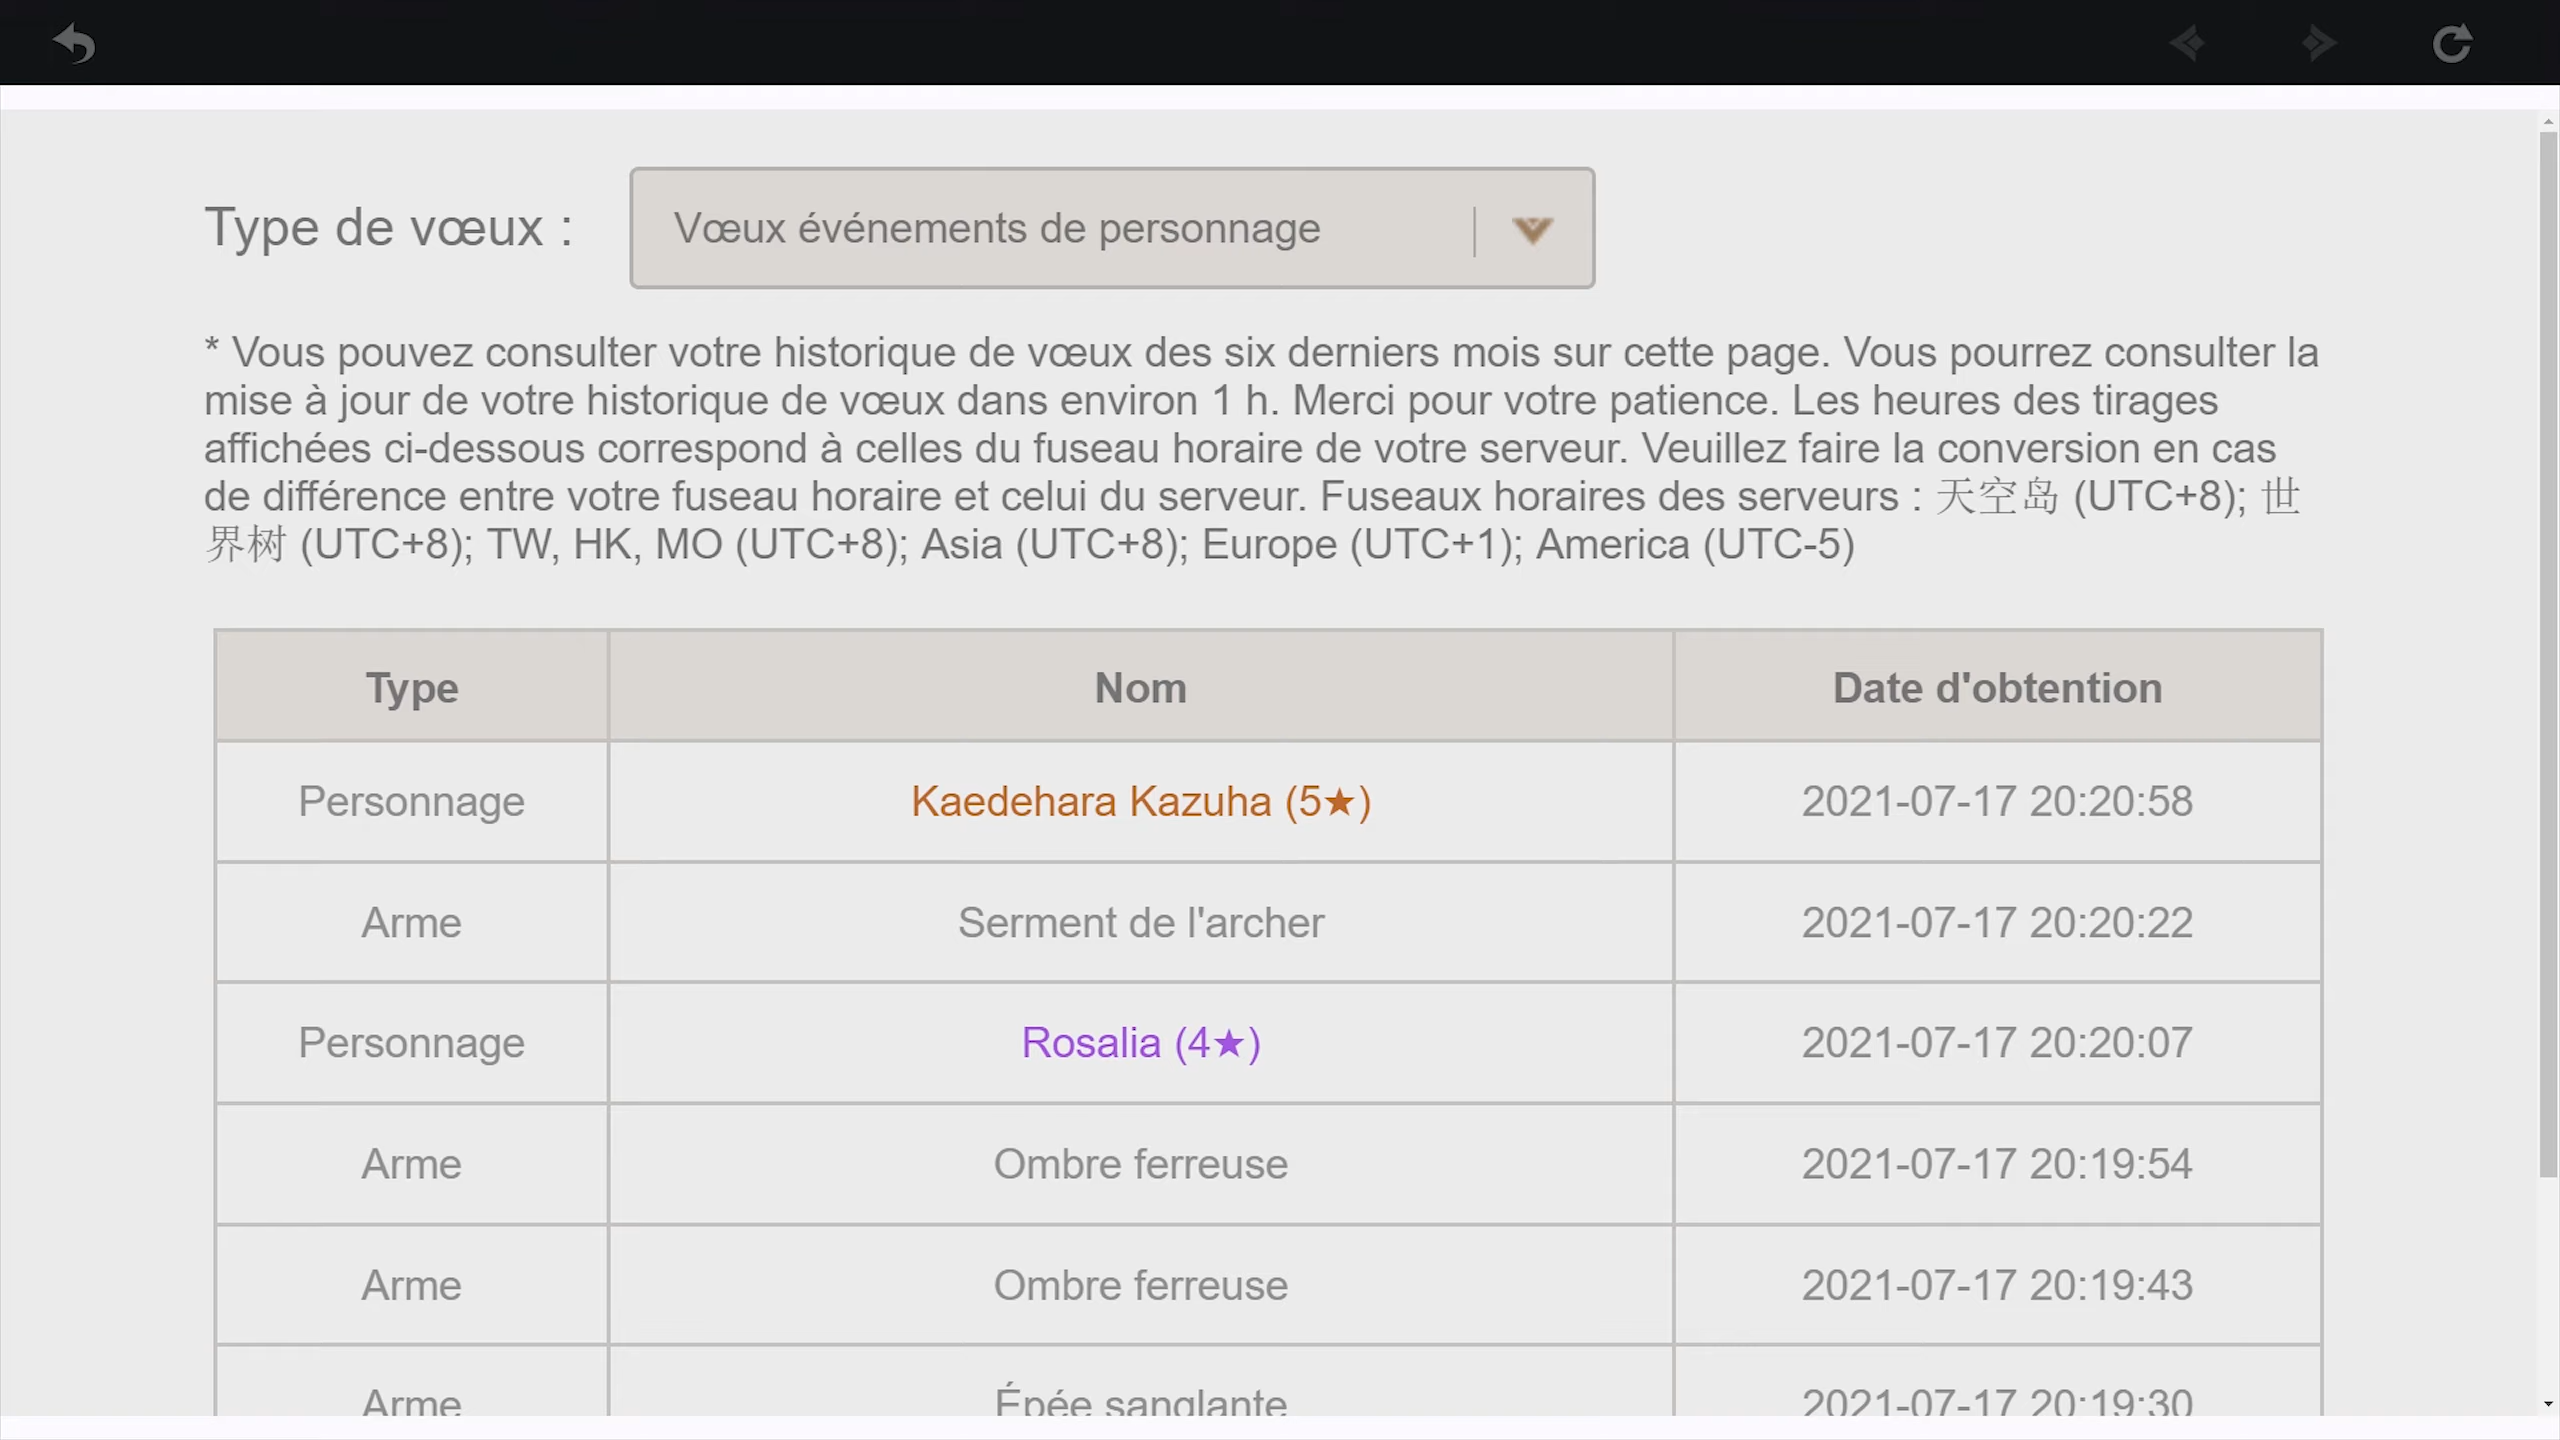 Type de vœux :
Vœux événements de personnage
* Vous pouvez consulter votre historique de vœux des six derniers mois sur cette page. Vous pourrez consulter la
mise à jour de votre historique de vœux dans environ 1 h. Merci pour votre patience. Les heures des tirages
affichées ci-dessous correspond à celles du fuseau horaire de votre serveur. Veuillez faire la conversion en cas
de différence entre votre fuseau horaire et celui du serveur. Fuseaux horaires des serveurs : 天空岛 (UTC+8); 世
界树 (UTC+8); TW, HK, MO (UTC+8); Asia (UTC+8); Europe (UTC+1); America (UTC-5)
Type Nom Date d'obtention
Personnage Kaedehara Kazuha (5★) 2021-07-17 20:20:58
Arme Serment de l'archer 2021-07-17 20:20:22
Personnage Rosalia (4★) 2021-07-17 20:20:07
Arme Ombre ferreuse 2021-07-17 20:19:54
Arme Ombre ferreuse 2021-07-17 20:19:43
Arme Épée sanglante 2021-07-17 20:19:30